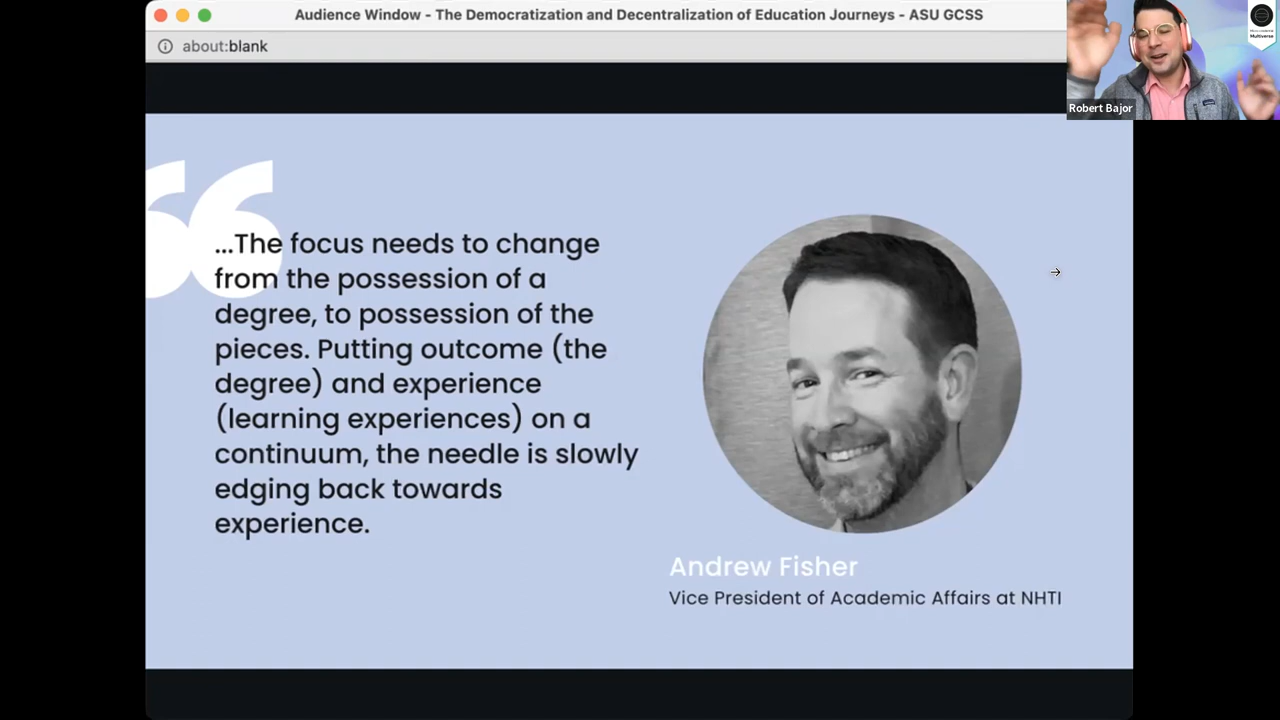 Audience Window - The Democratization and Decentralization of Education Journeys - ASU GCSS
about:blank
Robert Bajor
Multiverse
“
...The focus needs to change
from the possession of a
degree, to possession of the
pieces. Putting outcome (the
degree) and experience
(learning experiences) on a
continuum, the needle is slowly
edging back towards
experience.
Andrew Fisher
Vice President of Academic Affairs at NHTI